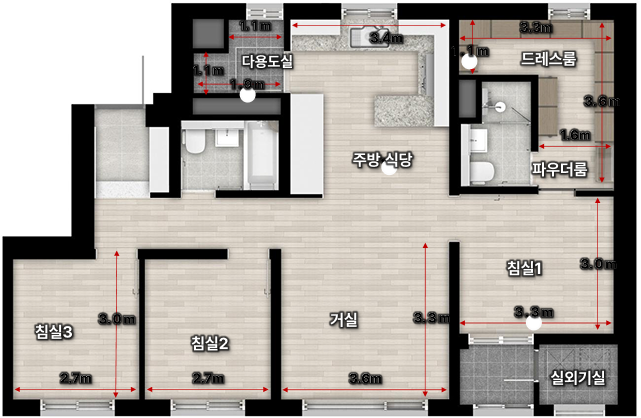 1.1m
3.4m
3.3m
다용도실
1.1m
드레스룸
1.1m
1.6m
3.6m
1.6m
주방 식당
파우더룸
침실1
3.0m
3.0m
3.3m
3.3m
거실
침실2
침실3
2.7m
2.7m
3.6m
실외기실